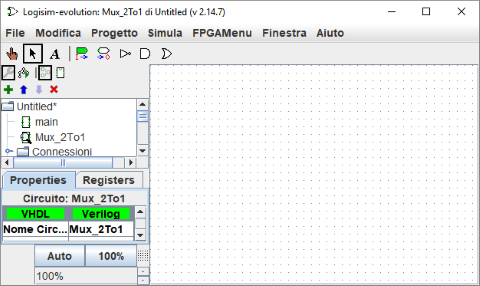 Logisim-evolution: Mux_2To1 di Untitled (v 2.14.7)
File Modifica Progetto Simula FPGAMenu Finestra Aiuto
A
Untitled*
main
Mux_2To1
Connessioni
Properties Registers
Circuito: Mux_2To1
VHDL Verilog
Nome Circ... Mux_2To1
Auto 100%
100%